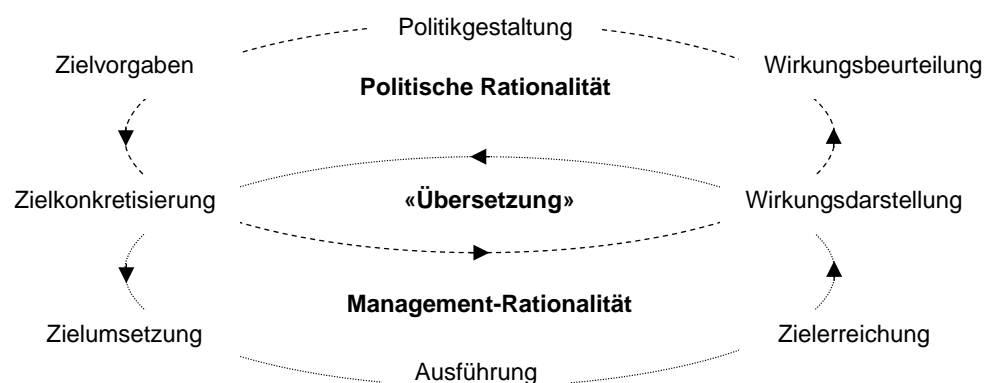 Politikgestaltung
Zielvorgaben
Wirkungsbeurteilung
Politische Rationalität
Zielkonkretisierung
«Übersetzung»
Wirkungsdarstellung
Management-Rationalität
Zielumsetzung
Zielerreichung
Ausführung